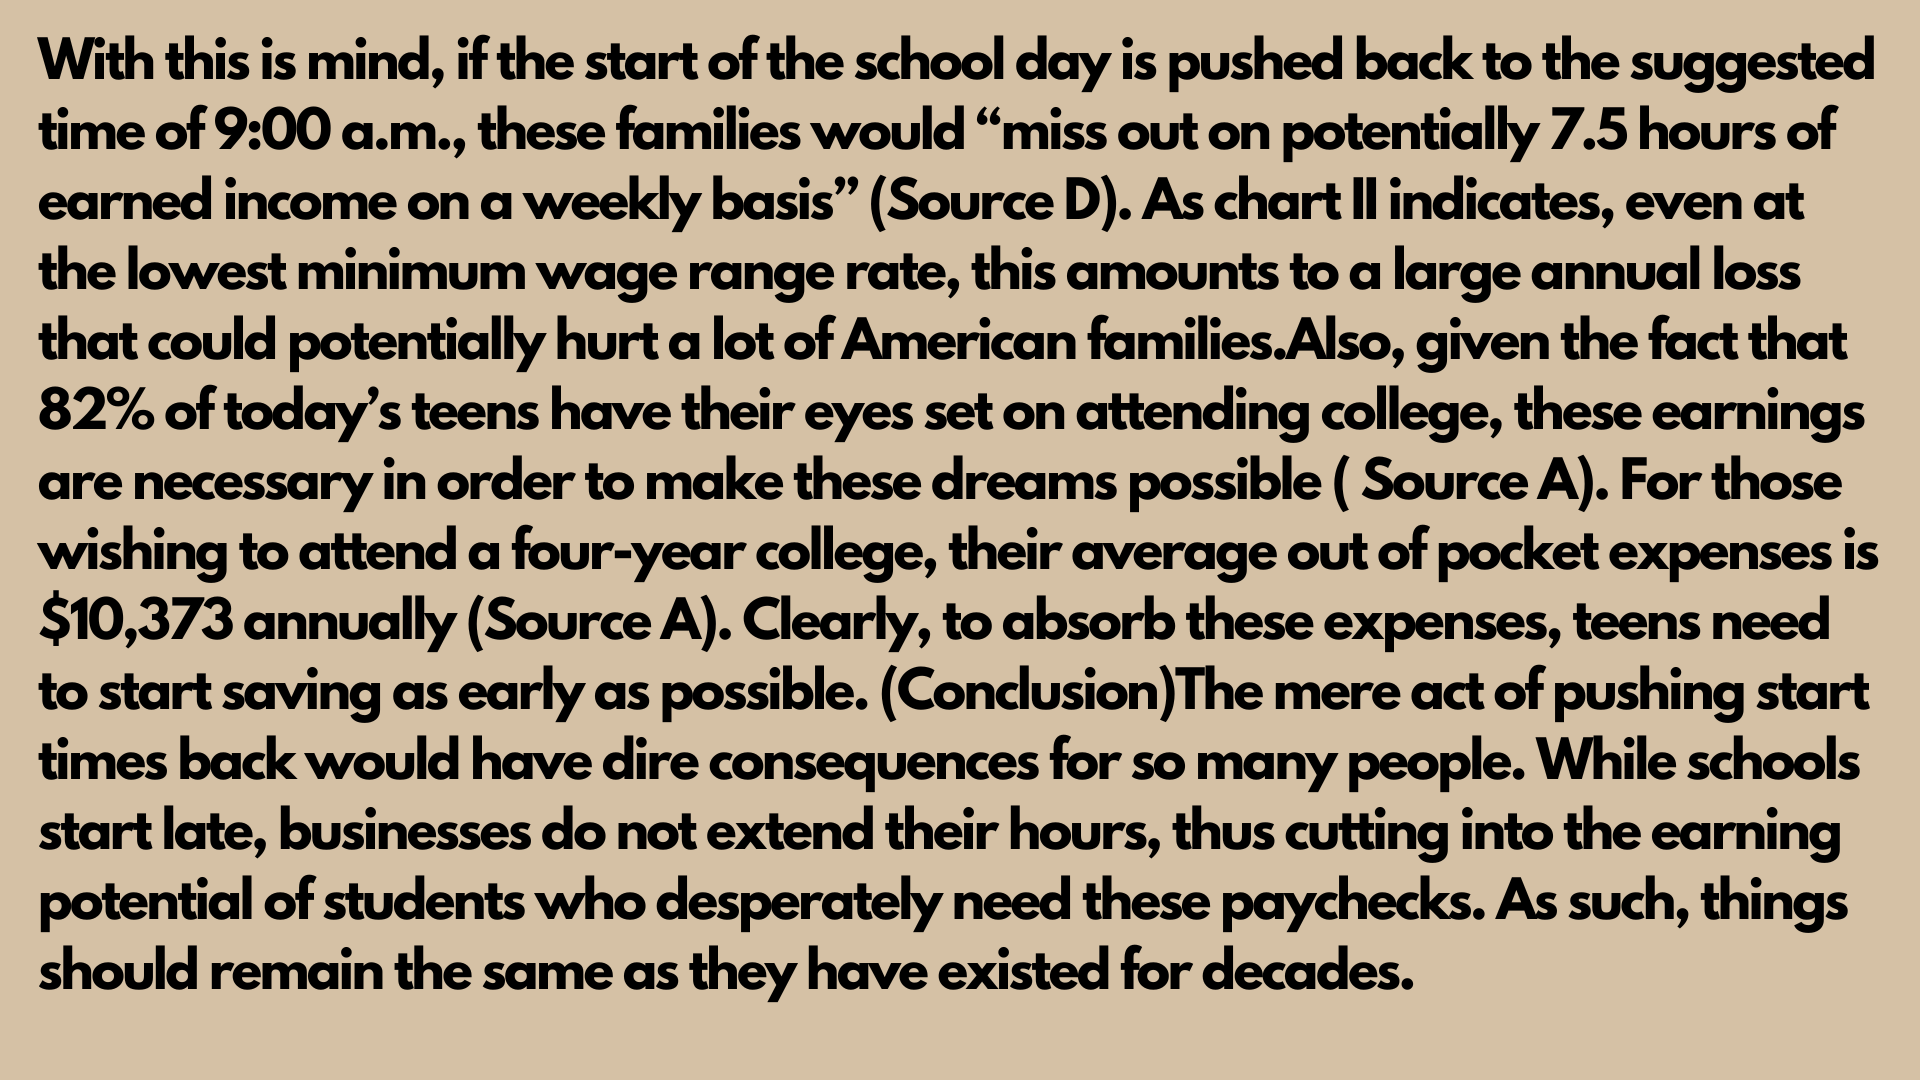 With this is mind, if the start of the school day is pushed back to the suggested
time of 9:00 a.m., these families would “miss out on potentially 7.5 hours of
earned income on a weekly basis” (Source D). As chart II indicates, even at
the lowest minimum wage range rate, this amounts to a large annual loss
that could potentially hurt a lot of American families.Also, given the fact that
82% of today’s teens have their eyes set on attending college, these earnings
are necessary in order to make these dreams possible ( Source A). For those
wishing to attend a four-year college, their average out of pocket expenses is
$10,373 annually (Source A). Clearly, to absorb these expenses, teens need
to start saving as early as possible. (Conclusion)The mere act of pushing start
times back would have dire consequences for so many people. While schools
start late, businesses do not extend their hours, thus cutting into the earning
potential of students who desperately need these paychecks. As such, things
should remain the same as they have existed for decades.